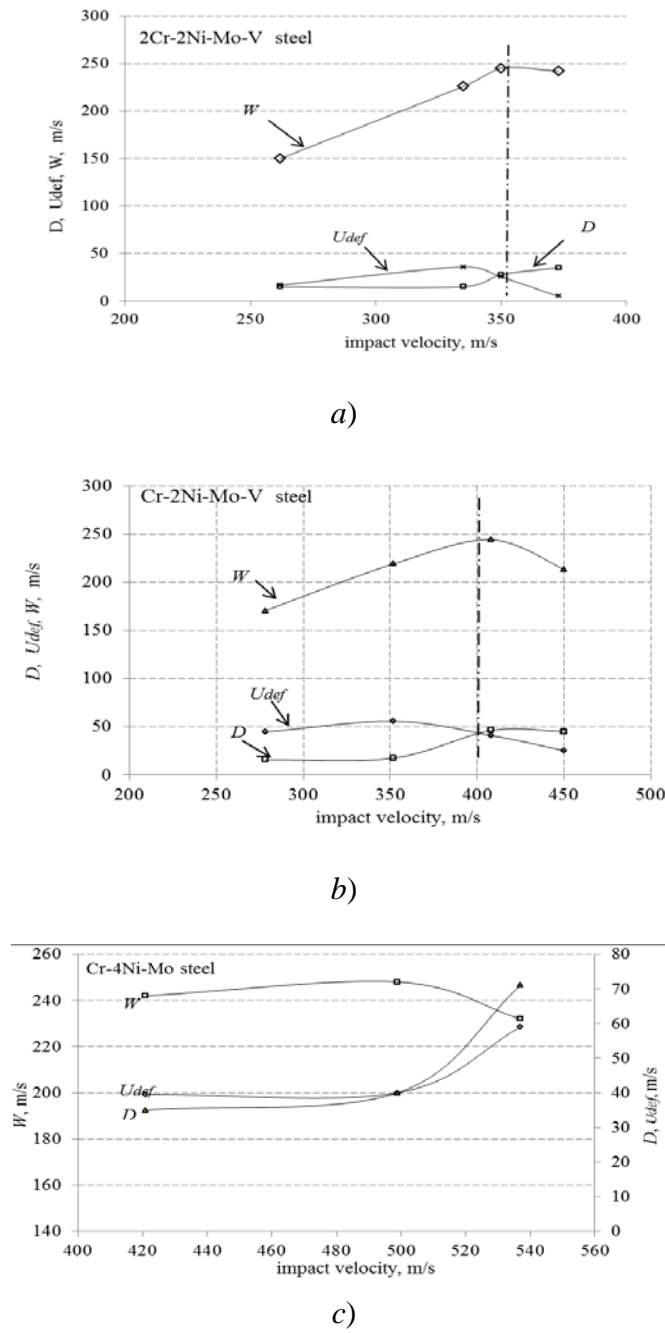 2Cr-2Ni-Mo-V steel
300
250
200
150
100
50
0
D, Udef, W, m/s
W
Udef
D
200 250 300 350 400
impact velocity, m/s
a)
Cr-2Ni-Mo-V steel
300
250
200
150
100
50
0
D, Udef, W, m/s
W
Udef
D
200 250 300 350 400 450 500
impact velocity, m/s
b)
Cr-4Ni-Mo steel
260
240
220
200
180
160
140
W, m/s
W
Udef
D
80
70
60
50
40
30
20
10
0
D, Udef, m/s
400 420 440 460 480 500 520 540 560
impact velocity, m/s
c)